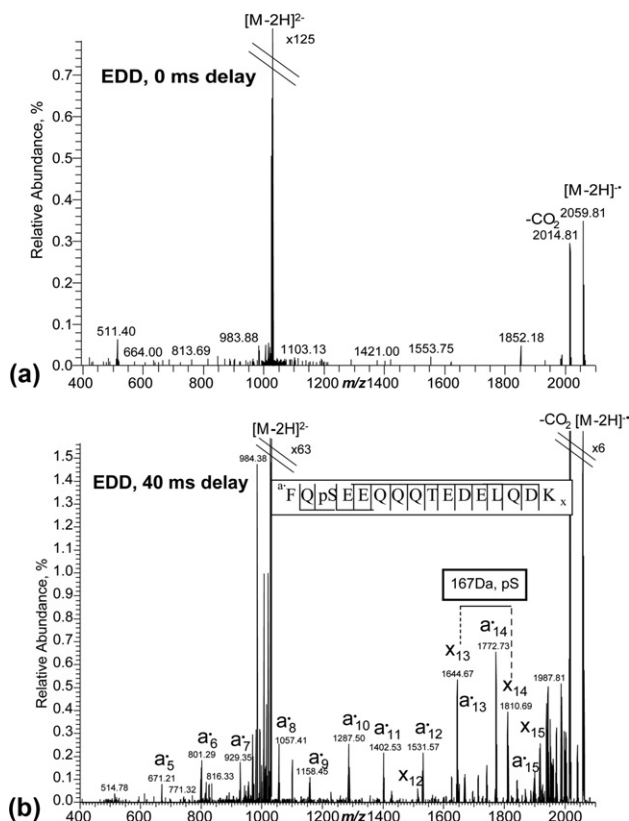 [M-2H]2-
x125
EDD, 0 ms delay
Relative Abundance, %
0.7
0.6
0.5
0.4
0.3
0.2
0.1
0.0
[M-2H]-•
-CO2 2059.81
2014.81
511.40
664.00
813.69
983.88
1103.13
1421.00
1553.75
1852.18
400 600 800 1000 1200 m/z 1400 1600 1800 2000
(a)
[M-2H]2-
x63
-CO2 [M-2H]-•
x6
EDD, 40 ms delay
984.38
a• F Q pS E E Q Q Q T E D E L Q D K x
Relative Abundance, %
1.5
1.4
1.3
1.2
1.1
1.0
0.9
0.8
0.7
0.6
0.5
0.4
0.3
0.2
0.1
0.0
167Da, pS
a•14
1772.73
x13
1644.67
a•13
x14
1810.69
1987.81
x15
a•15
a•5
671.21
a•6
801.29
816.33
a•7
929.35
a•8
1057.41
a•9
1158.45
a•10
1287.50
a•11
1402.53
a•12
1531.57
x12
514.78
771.32
400 600 800 1000 1200 m/z 1400 1600 1800 2000
(b)